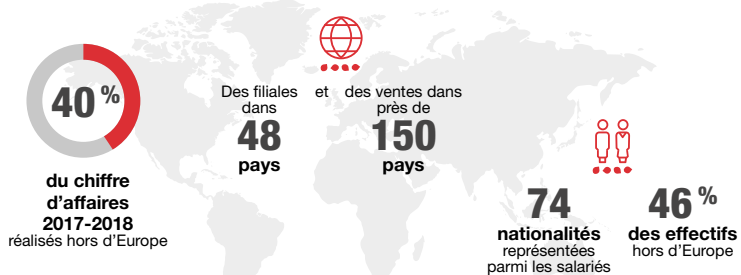 40 %
du chiffre
d’affaires
2017-2018
réalisés hors d’Europe
Des filiales
dans
48
pays
et
des ventes dans
près de
150
pays
74
nationalités
représentées
parmi les salariés
46 %
des effectifs
hors d’Europe